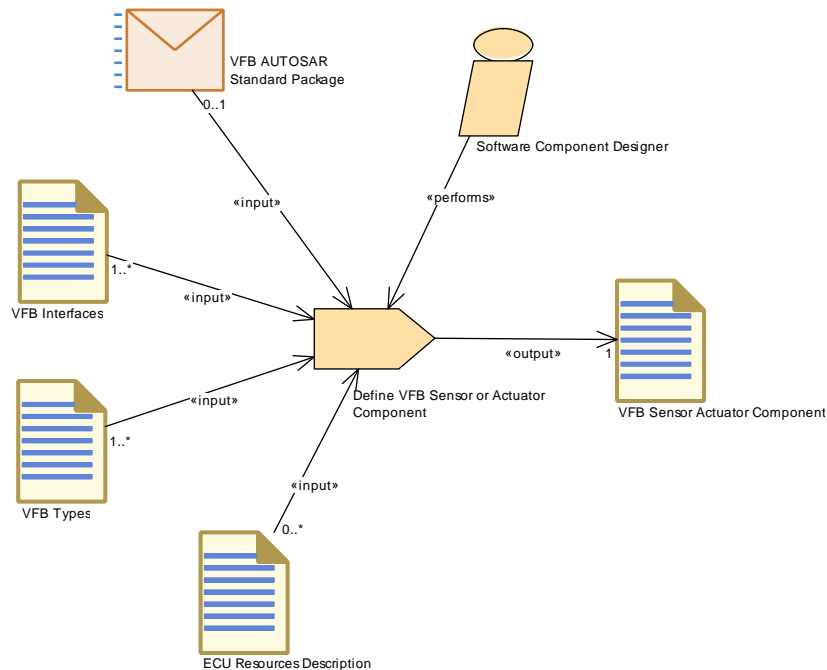 VFB AUTOSAR
Standard Package
0..1
Software Component Designer
«performs»
«input»
1..*
VFB Interfaces
«input»
«output»
1
Define VFB Sensor or Actuator
Component
VFB Sensor Actuator Component
«input»
1..*
VFB Types
«input»
0..*
ECU Resources Description